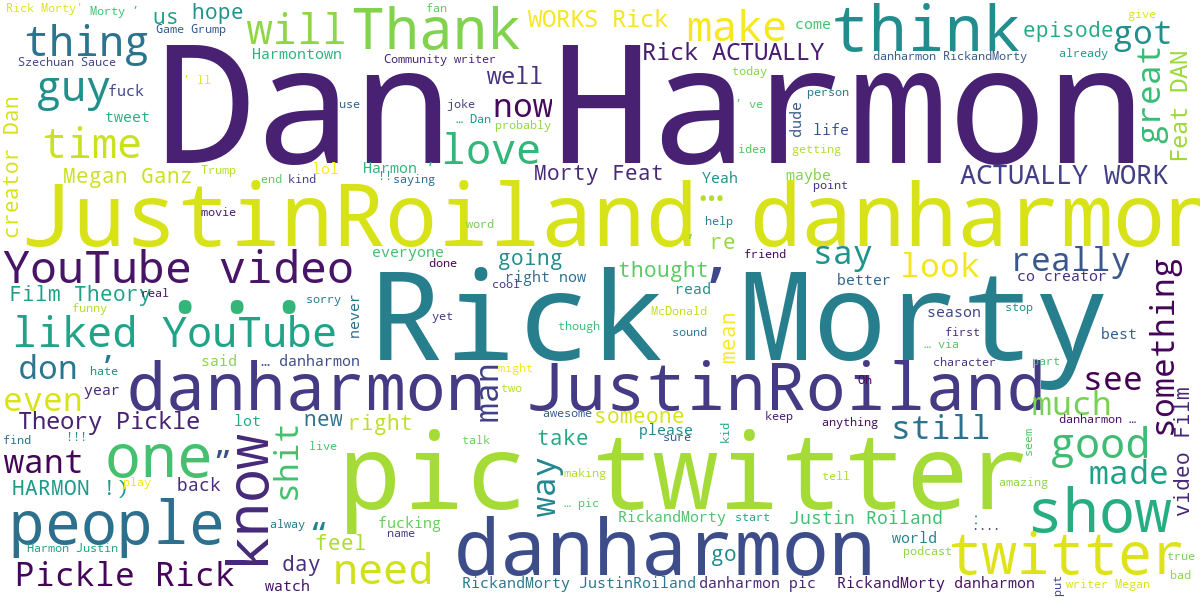 Rick Morty’
Morty ’
us
hope
fan
WORKS Rick
make
come
think
episode
give
got
thing
Game Grump
will
Thank
Harmontown
Community writer
Rick ACTUALLY
danharmon RickandMorty
already
Szechuan Sauce
Dan Harmon
guy
fuck
’ ll
well
today
person
great
Feat DAN
creator Dan
tweet
use
joke
now
’ ve
dude
… Dan
probably
life
time
love
idea
getting
Megan Ganz
Trump
lol
Harmon ’
Morty Feat
Yeah
maybe
ACTUALLY WORK
end
kind
!!
saying
point
JustinRoiland
…
danharmon
movie
word
help
’ re
YouTube video
everyone
going
done
right now
cool
thought
’
friend
say
look
really
better
co creator
something
Film Theory
real
. . .
sorry
never
Rick Morty
read
McDonald
season
stop
funny
liked YouTube
yet
though
sound
mean
first
best
don
’
said
… danharmon
… via
hate
character
part
year
danharmon
JustinRoiland
man
might
two
oh
see
even
much
Theory Pickle
lot
new
right
awesome
someone
keep
anything
danharmon …
find
!!!
one
”
know
shit
live
talk
take
please
sure
kid
still
seem
good
video Film
want
pic twitter
way
making
tell
amazing
made
HARMON !)
play
back
… pic
people
alway
“
fucking
name
RickandMorty
start
Justin Roiland
world
:...
show
Harmon Justin
feel
danharmon
go
podcast
twitter
true
Pickle Rick
day
watch
need
RickandMorty JustinRoiland
danharmon pic
RickandMorty danharmon
put
writer Megan
bad